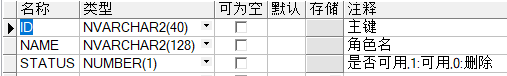 名称 类型 可为空 默认 存储 注释
ID NVARCHAR2(40) 主键
NAME NVARCHAR2(128) 角色名
STATUS NUMBER(1) 是否可用,1:可用,0:删除